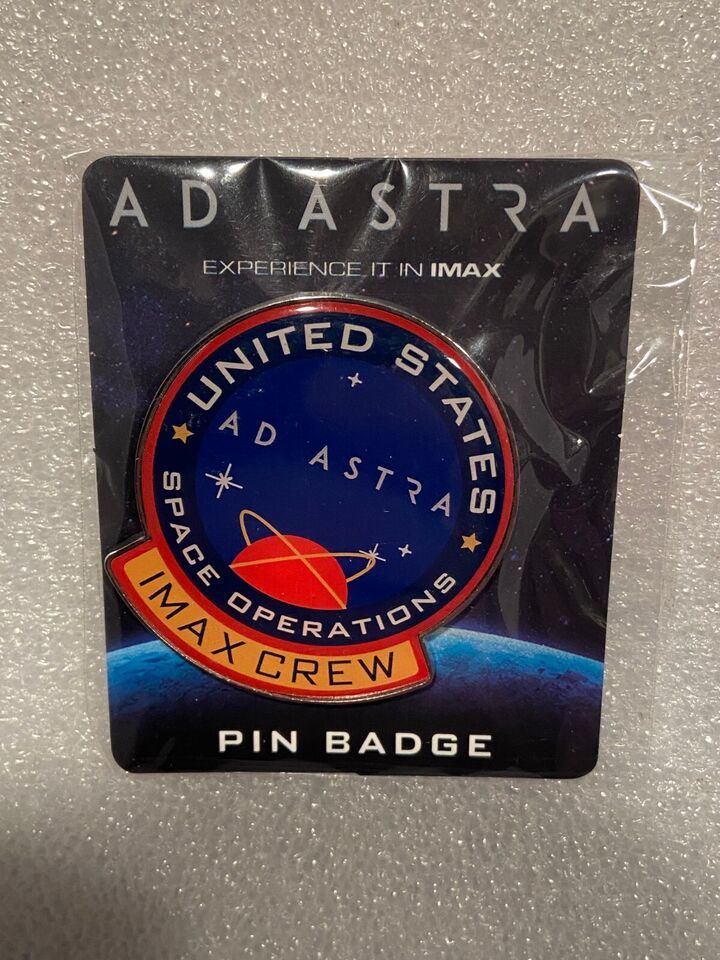 AD ASTRA
EXPERIENCE IT IN IMAX
UNITED STATES
AD ASTRA
SPACE OPERATIONS
IMAX CREW
PIN BADGE